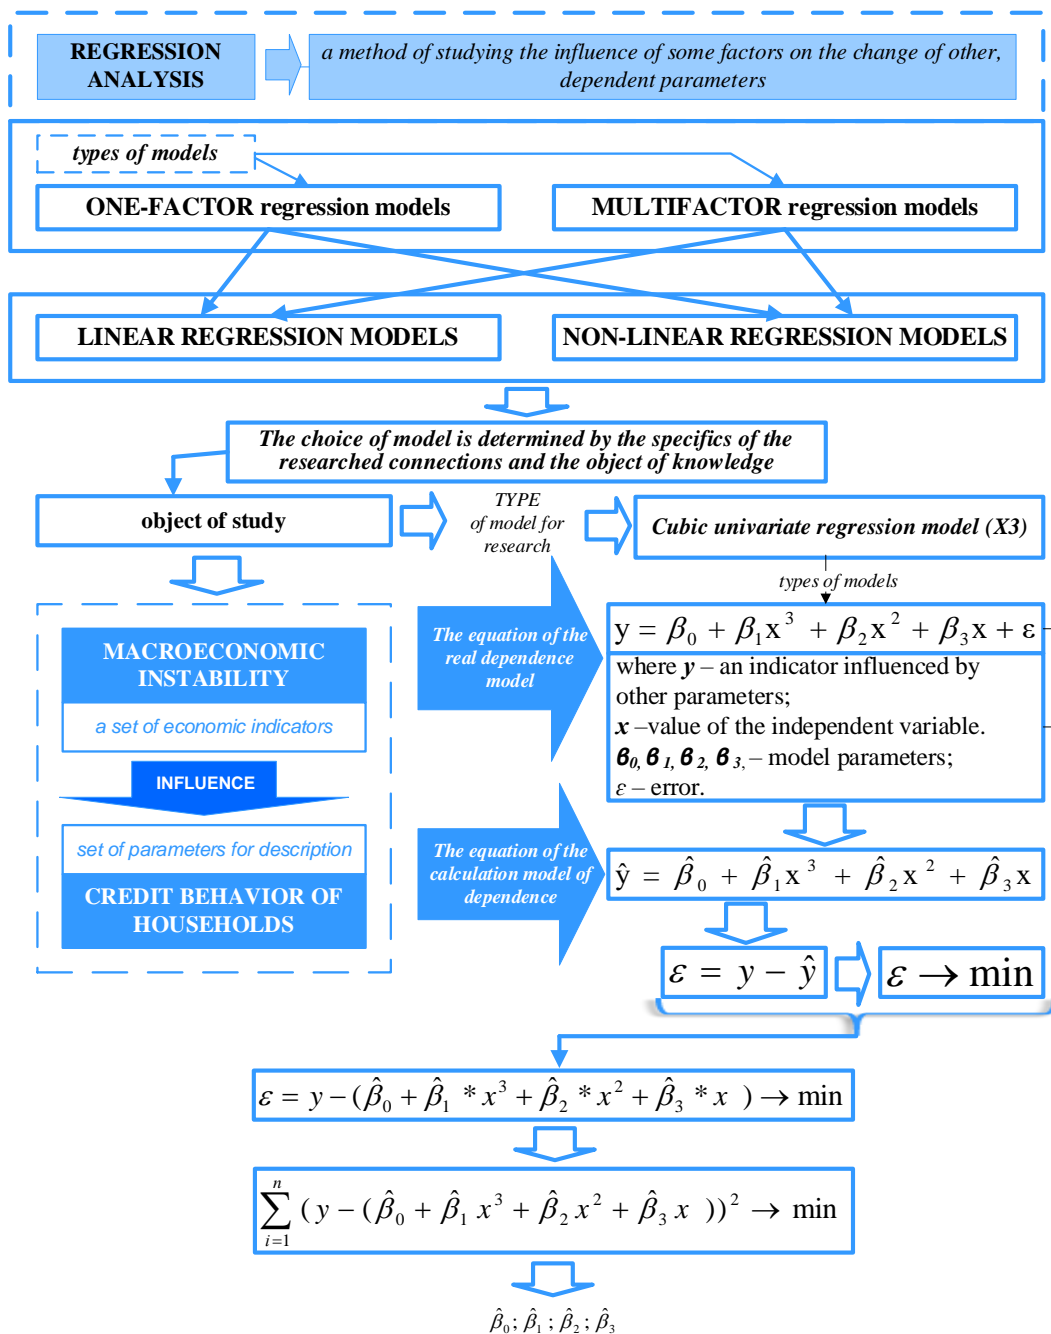 REGRESSION
ANALYSIS
a method of studying the influence of some factors on the change of other,
dependent parameters
types of models
ONE-FACTOR regression models
MULTIFACTOR regression models
LINEAR REGRESSION MODELS
NON-LINEAR REGRESSION MODELS
The choice of model is determined by the specifics of the
researched connections and the object of knowledge
object of study
TYPE
of model for
research
Cubic univariate regression model (X3)
types of models
MACROECONOMIC
INSTABILITY
a set of economic indicators
INFLUENCE
set of parameters for description
CREDIT BEHAVIOR OF
HOUSEHOLDS
The equation of the
real dependence
model
y = β₀ + β₁x³ + β₂x² + β₃x + ε
where y – an indicator influenced by
other parameters;
x –value of the independent variable.
β₀, β₁, β₂, β₃, – model parameters;
ε – error.
The equation of the
calculation model of
dependence
ŷ = β̂₀ + β̂₁x³ + β̂₂x² + β̂₃x
ε = y − ŷ
ε → min
ε = y − (β̂₀ + β̂₁ * x³ + β̂₂ * x² + β̂₃ * x ) → min
∑ᵢ₌₁ⁿ ( y − (β̂₀ + β̂₁ x³ + β̂₂ x² + β̂₃ x ))² → min
β̂₀ ; β̂₁ ; β̂₂ ; β̂₃